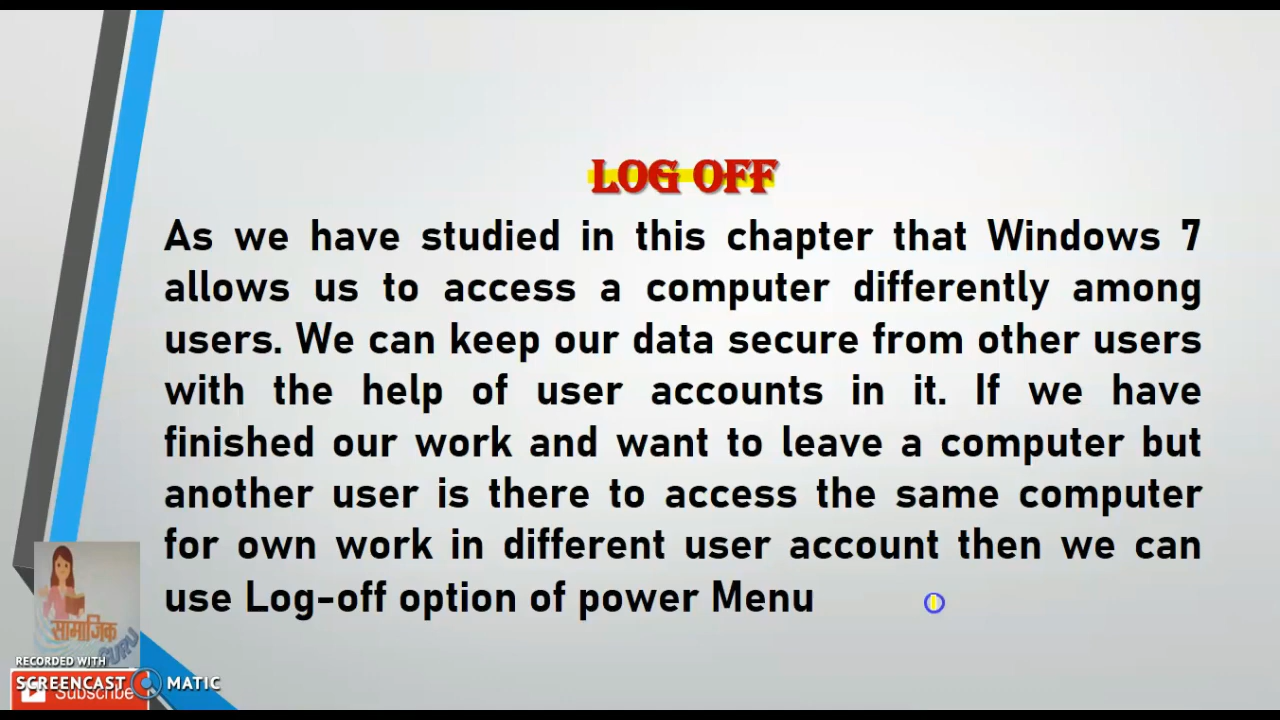 LOG OFF
As we have studied in this chapter that Windows 7
allows us to access a computer differently among
users. We can keep our data secure from other users
with the help of user accounts in it. If we have
finished our work and want to leave a computer but
another user is there to access the same computer
for own work in different user account then we can
use Log-off option of power Menu
सामाजिक
GURU
RECORDED WITH
SCREENCAST MATIC
Subscribe